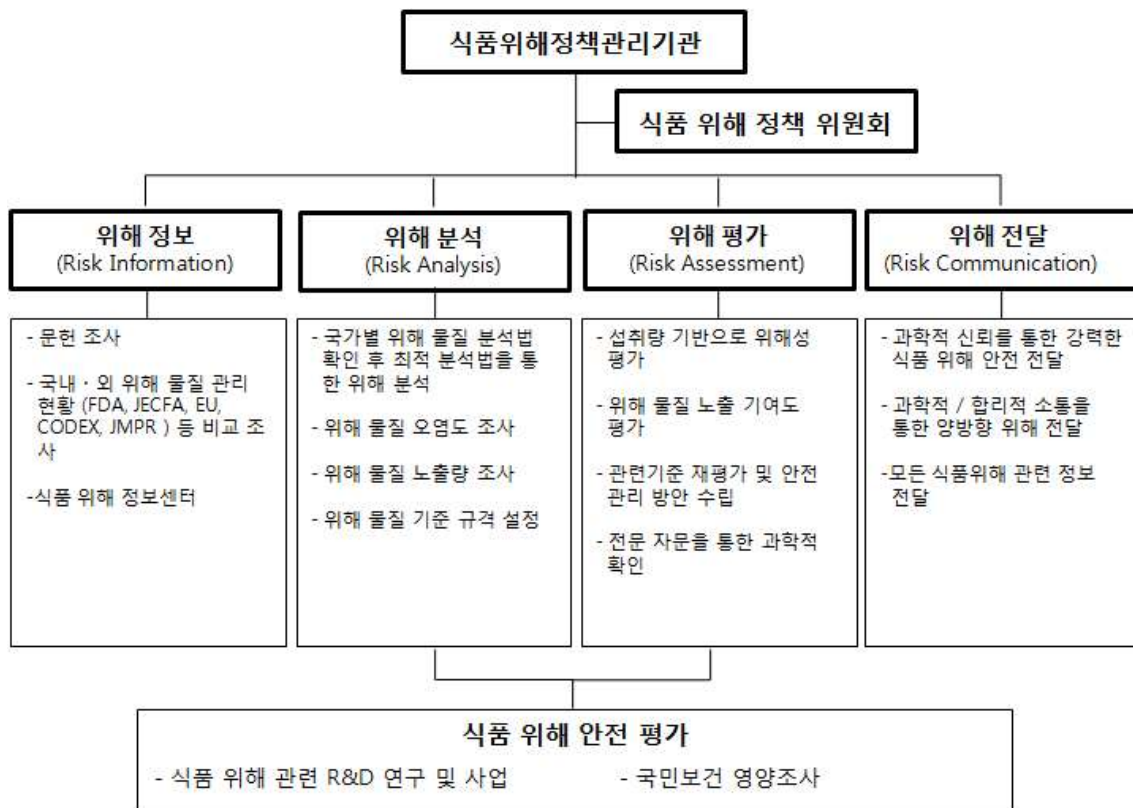 식품위해정책관리기관
식품 위해 정책 위원회
위해 정보
(Risk Information)
- 문헌 조사
- 국내 · 외 위해 물질 관리
현황 (FDA, JECFA, EU,
CODEX, JMPR ) 등 비교 조
사
-식품 위해 정보센터
위해 분석
(Risk Analysis)
- 국가별 위해 물질 분석법
확인 후 최적 분석법을 통
한 위해 분석
- 위해 물질 오염도 조사
- 위해 물질 노출량 조사
- 위해 물질 기준 규격 설정
위해 평가
(Risk Assessment)
- 섭취량 기반으로 위해성
평가
- 위해 물질 노출 기여도
평가
- 관련기준 재평가 및 안전
관리 방안 수립
- 전문 자문을 통한 과학적
확인
위해 전달
(Risk Communication)
- 과학적 신뢰를 통한 강력한
식품 위해 안전 전달
- 과학적 / 합리적 소통을
통한 양방향 위해 전달
-모든 식품위해 관련 정보
전달
식품 위해 안전 평가
- 식품 위해 관련 R&D 연구 및 사업
- 국민보건 영양조사